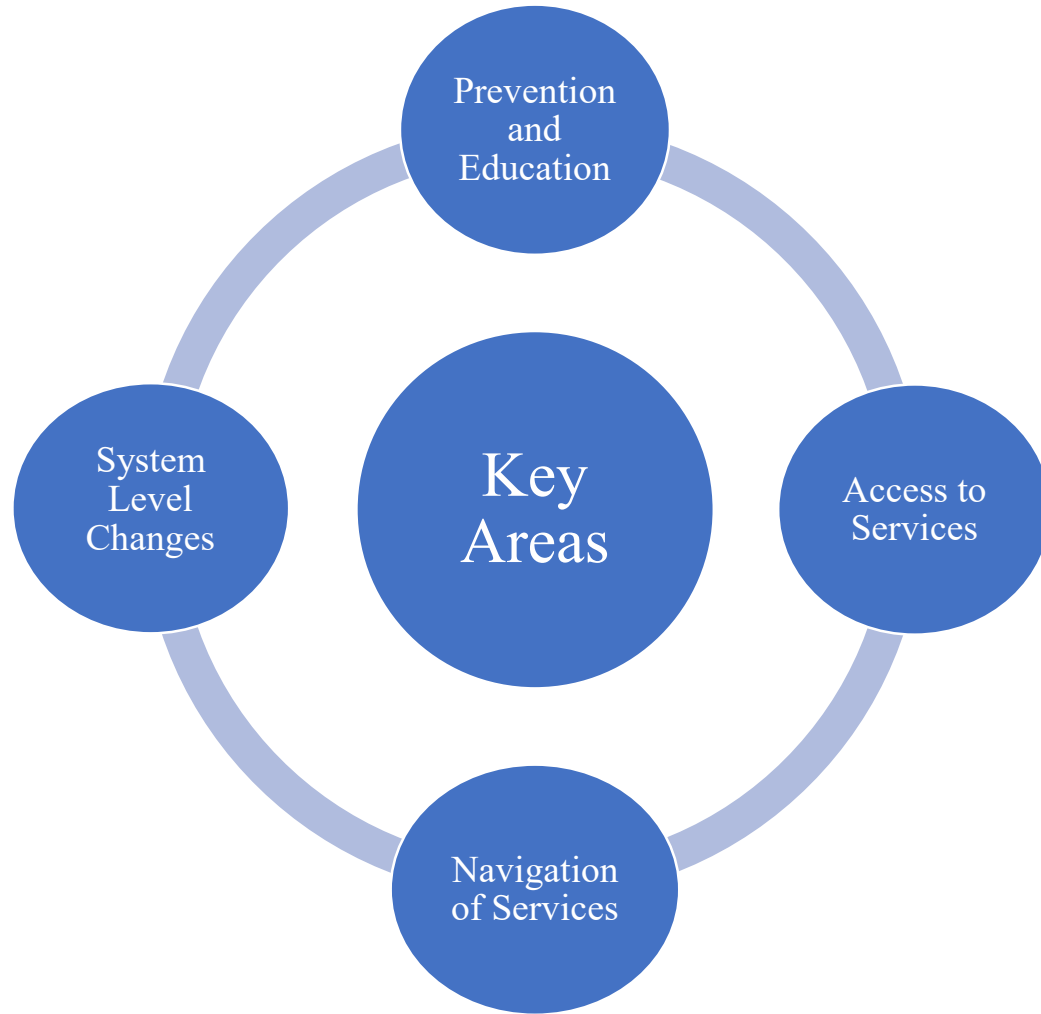 Prevention
and
Education
System
Level
Changes
Key
Areas
Access to
Services
Navigation
of Services